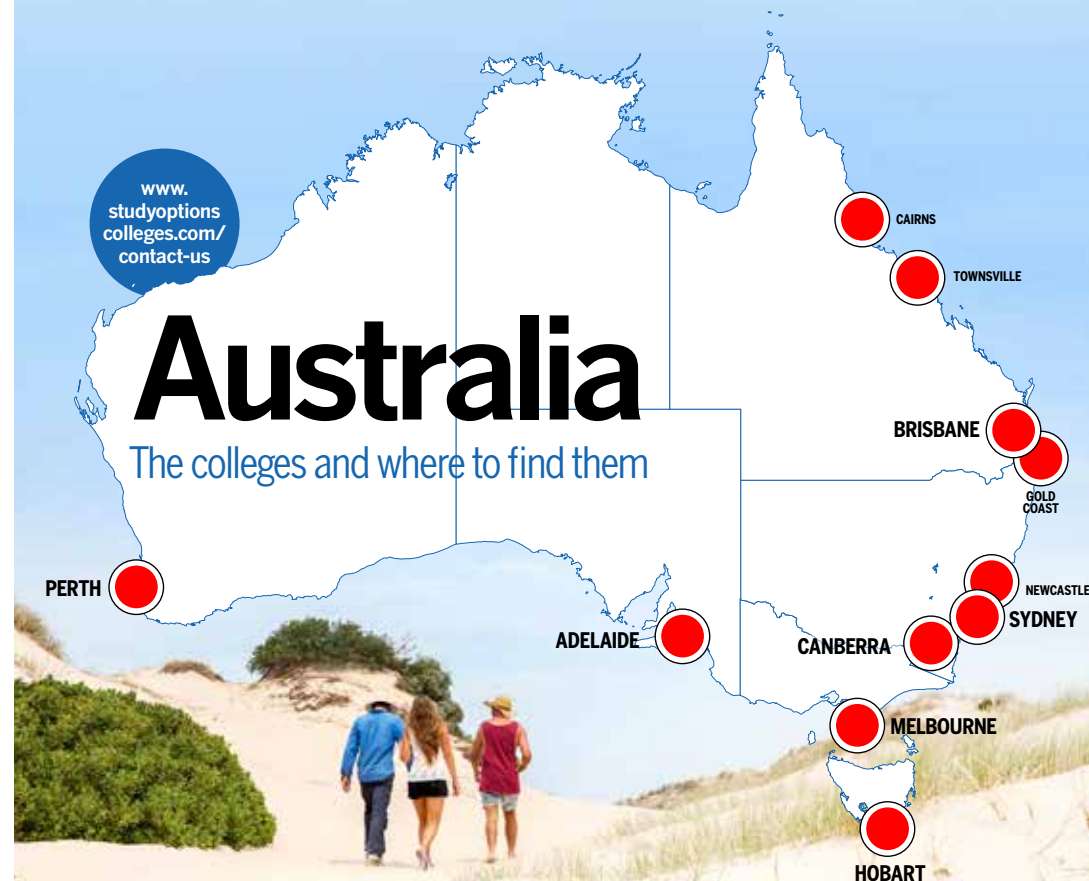 www.
studyoptions
colleges.com/
contact-us
CAIRNS
TOWNSVILLE
Australia
The colleges and where to find them
BRISBANE
GOLD
COAST
PERTH
NEWCASTLE
SYDNEY
ADELAIDE
CANBERRA
MELBOURNE
HOBART